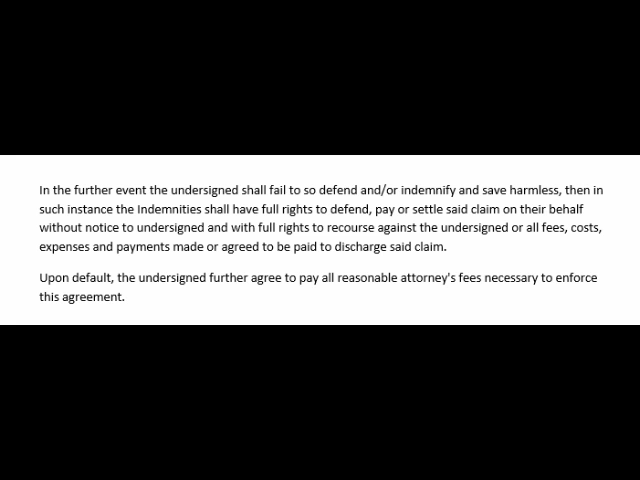 In the further event the undersigned shall fail to so defend and/or indemnify and save harmless, then in
such instance the Indemnities shall have full rights to defend, pay or settle said claim on their behalf
without notice to undersigned and with full rights to recourse against the undersigned or all fees, costs,
expenses and payments made or agreed to be paid to discharge said claim.
Upon default, the undersigned further agree to pay all reasonable attorney's fees necessary to enforce
this agreement.